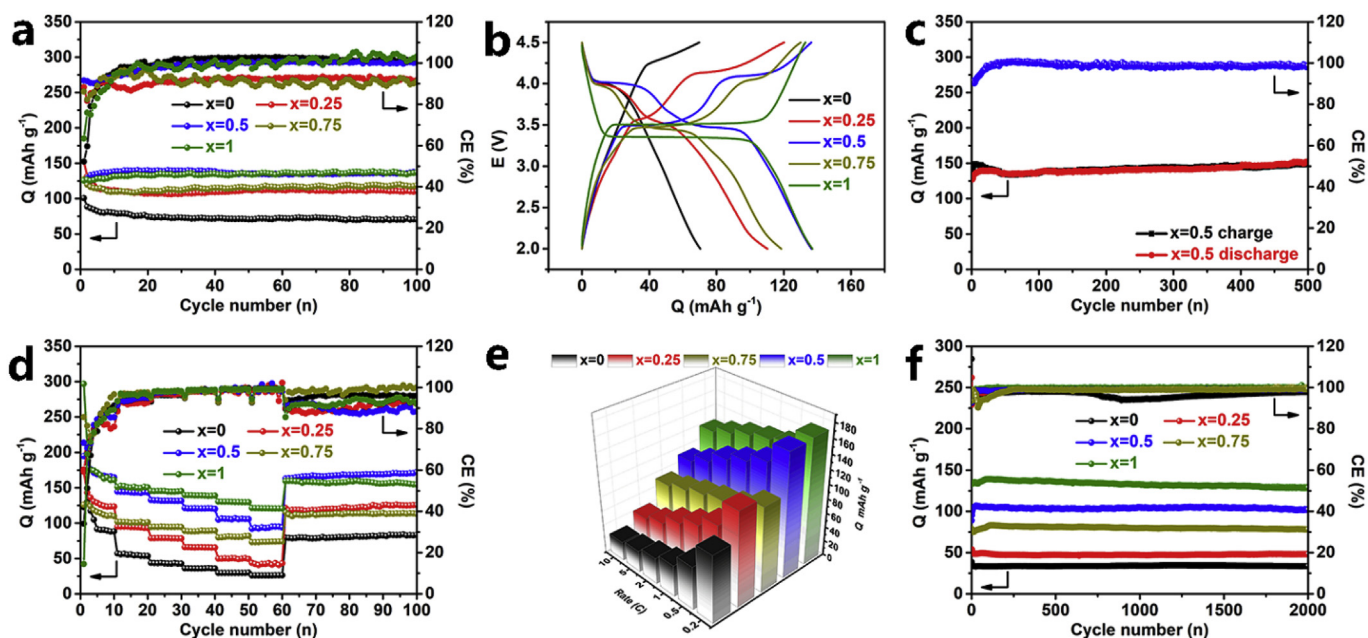 a
350
300
250
200
150
100
50
0
Q (mAh g⁻¹)
120
100
80
60
40
20
0
CE (%)
x=0 x=0.25
x=0.5 x=0.75
x=1
0 20 40 60 80 100
Cycle number (n)
b
4.5
4.0
3.5
3.0
2.5
2.0
E (V)
x=0
x=0.25
x=0.5
x=0.75
x=1
0 40 80 120 160
Q (mAh g⁻¹)
c
350
300
250
200
150
100
50
0
Q (mAh g⁻¹)
120
100
80
60
40
20
0
CE (%)
x=0.5 charge
x=0.5 discharge
0 100 200 300 400 500
Cycle number (n)
d
350
300
250
200
150
100
50
0
Q (mAh g⁻¹)
120
100
80
60
40
20
0
CE (%)
x=0 x=0.25
x=0.5 x=0.75
x=1
0 10 20 30 40 50 60 70 80 90 100
Cycle number (n)
e
x=0 x=0.25 x=0.75 x=0.5 x=1
180
160
140
120
100
80
60
40
20
0
Q mAh g⁻¹
10 5 2 1 0.5 0.2
Rate (C)
f
300
250
200
150
100
50
0
Q (mAh g⁻¹)
120
100
80
60
40
20
0
CE (%)
x=0 x=0.25
x=0.5 x=0.75
x=1
0 500 1000 1500 2000
Cycle number (n)